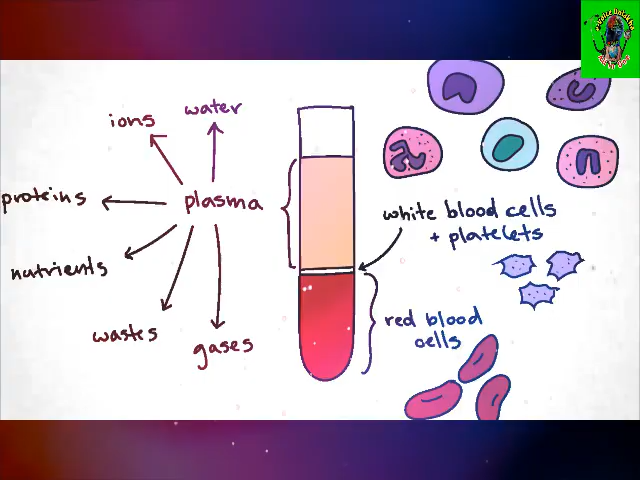 ions
water
proteins
plasma
nutrients
wastes
gases
white blood cells
+ platelets
red blood
cells